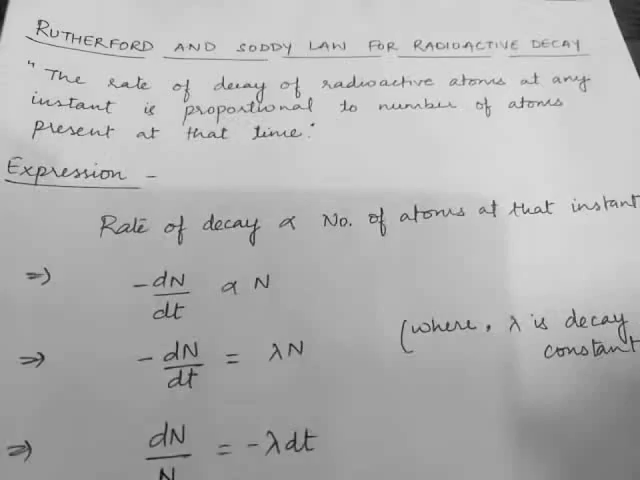 RUTHERFORD AND SODDY LAW FOR RADIOACTIVE DECAY
"The rate of decay of radioactive atoms at any
instant is proportional to number of atoms
present at that time."
Expression -
Rate of decay ∝ No. of atoms at that instant
⇒ -dN/dt ∝ N
⇒ -dN/dt = λN (where, λ is decay
constant
⇒ dN/N = -λdt